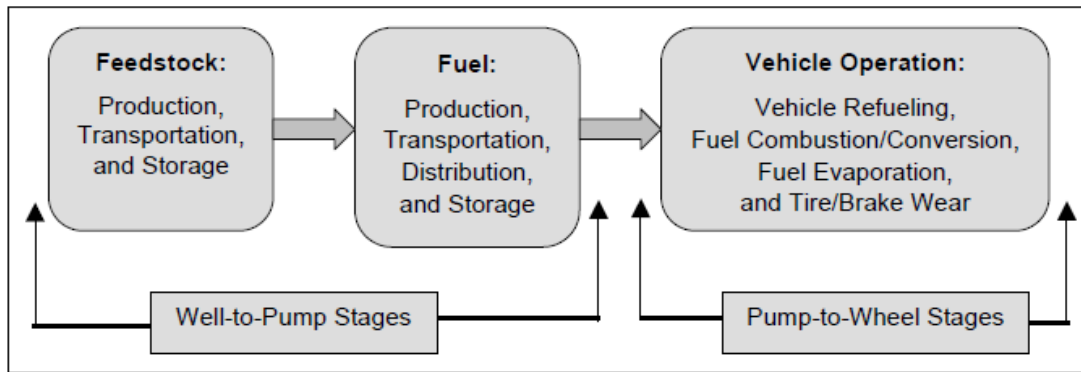 Feedstock:
Production,
Transportation,
and Storage
Fuel:
Production,
Transportation,
Distribution,
and Storage
Vehicle Operation:
Vehicle Refueling,
Fuel Combustion/Conversion,
Fuel Evaporation,
and Tire/Brake Wear
Well-to-Pump Stages
Pump-to-Wheel Stages